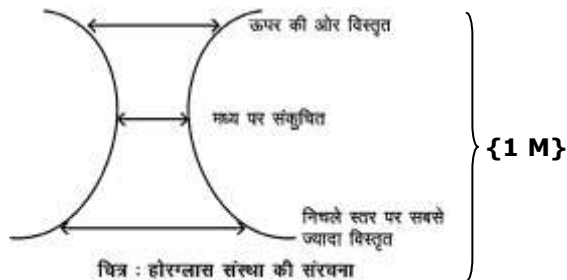 ऊपर की ओर विस्तृत
मध्य पर संकुचित
{1 M}
निचले स्तर पर सबसे
ज्यादा विस्तृत
चित्र : होरग्लास संस्था की संरचना